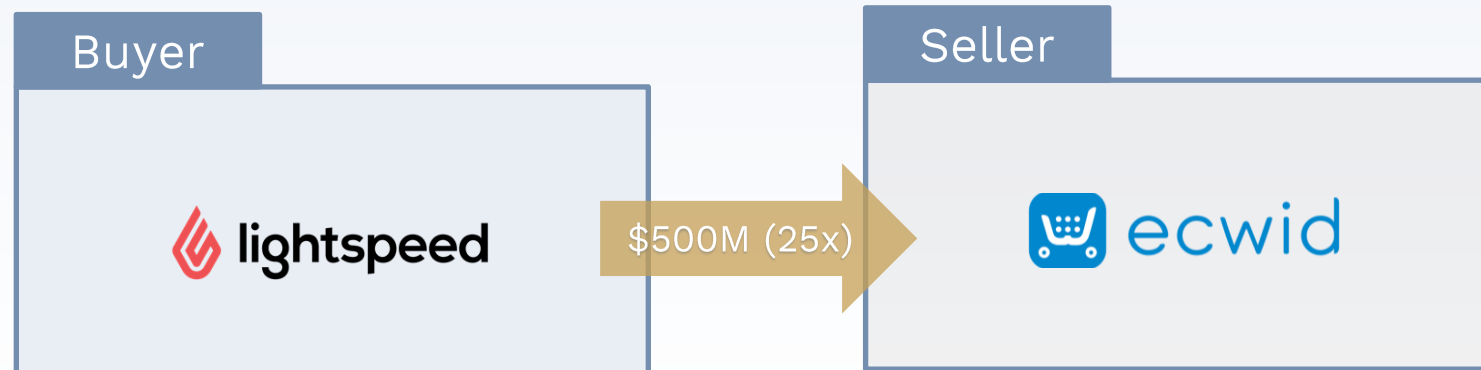 Buyer
Seller
lightspeed
$500M (25x)
ecwid